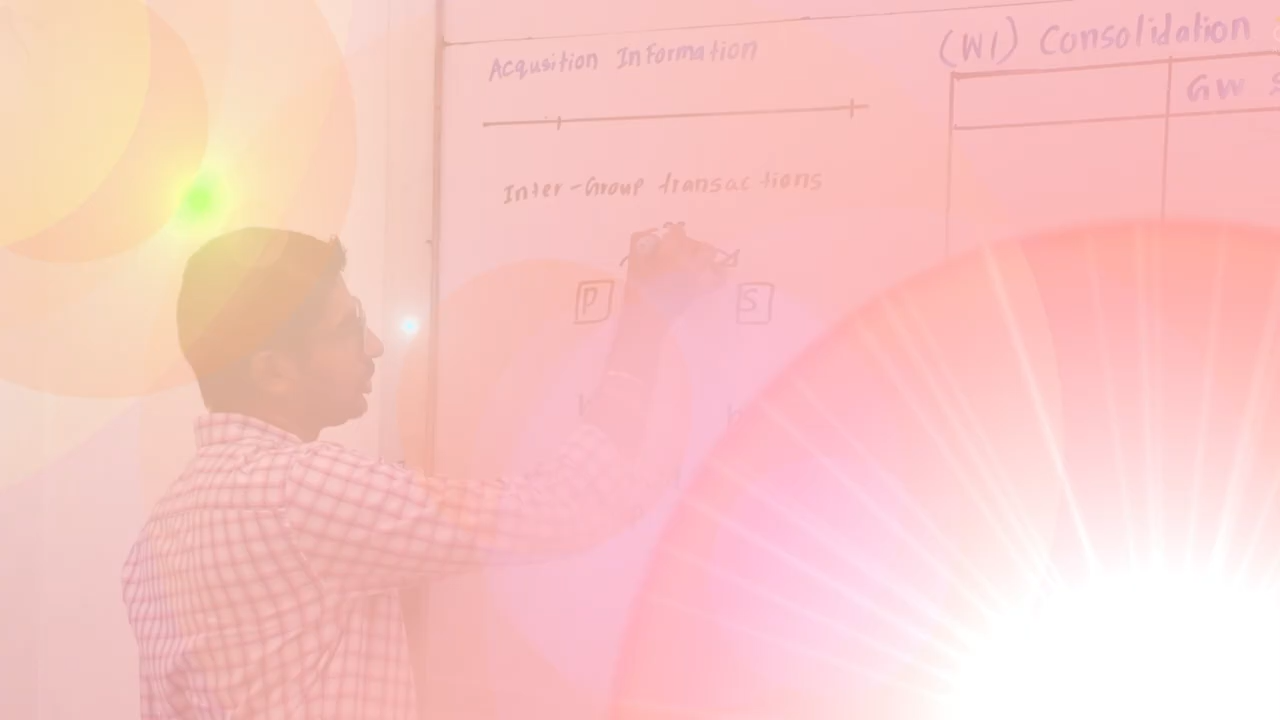 Acqusition Information
Inter-Group transactions
P
S
(W1) Consolidation
GW